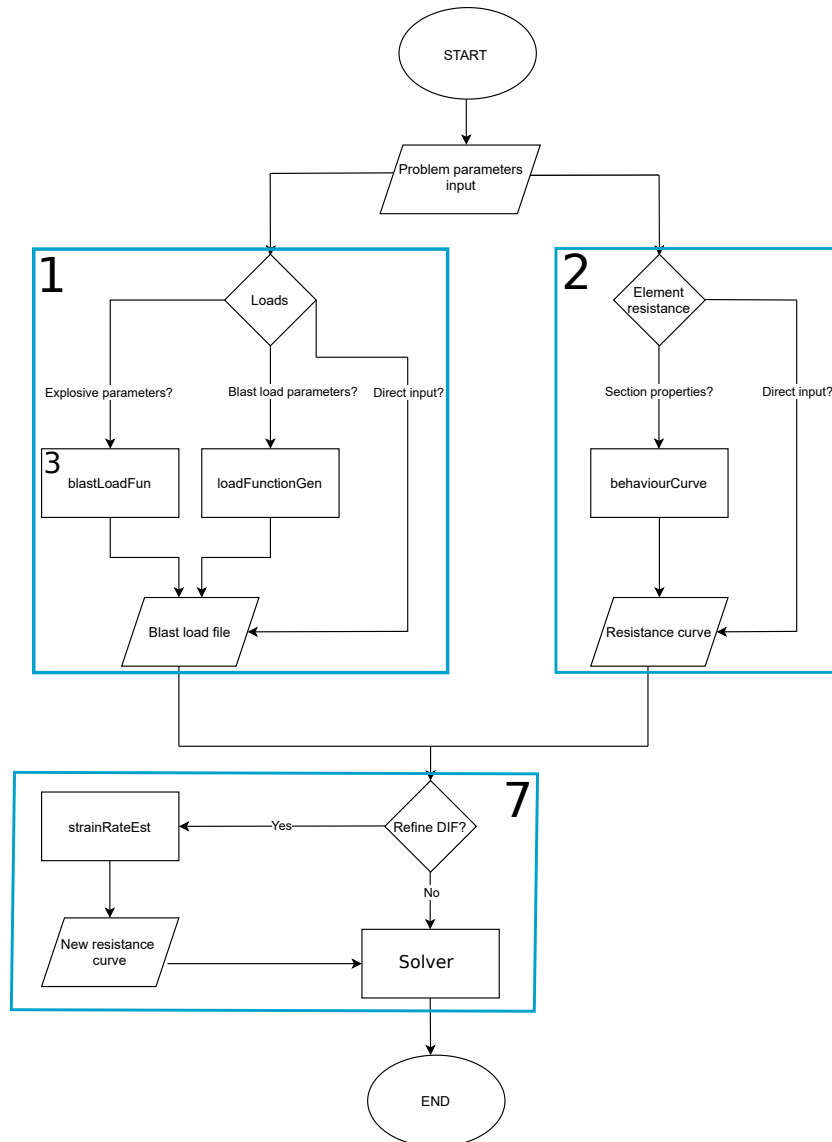 START
Problem parameters
input
1
Loads
Explosive parameters?
Blast load parameters?
Direct input?
3
blastLoadFun
loadFunctionGen
Blast load file
2
Element
resistance
Section properties?
Direct input?
behaviourCurve
Resistance curve
7
Refine DIF?
Yes
No
strainRateEst
New resistance
curve
Solver
END